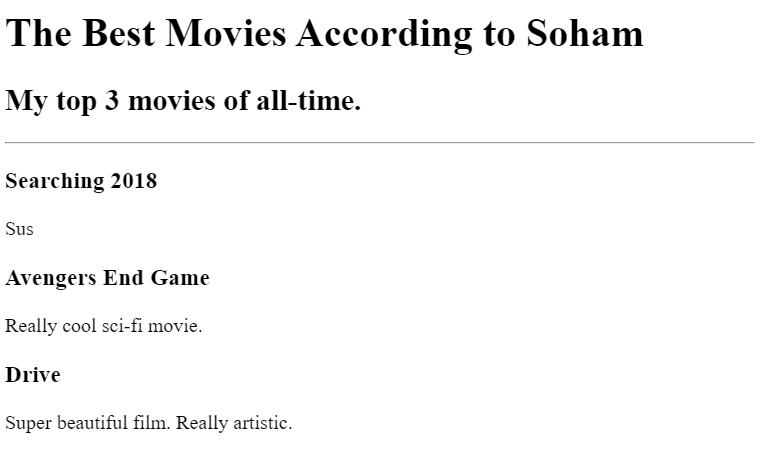 The Best Movies According to Soham
My top 3 movies of all-time.
Searching 2018
Sus
Avengers End Game
Really cool sci-fi movie.
Drive
Super beautiful film. Really artistic.